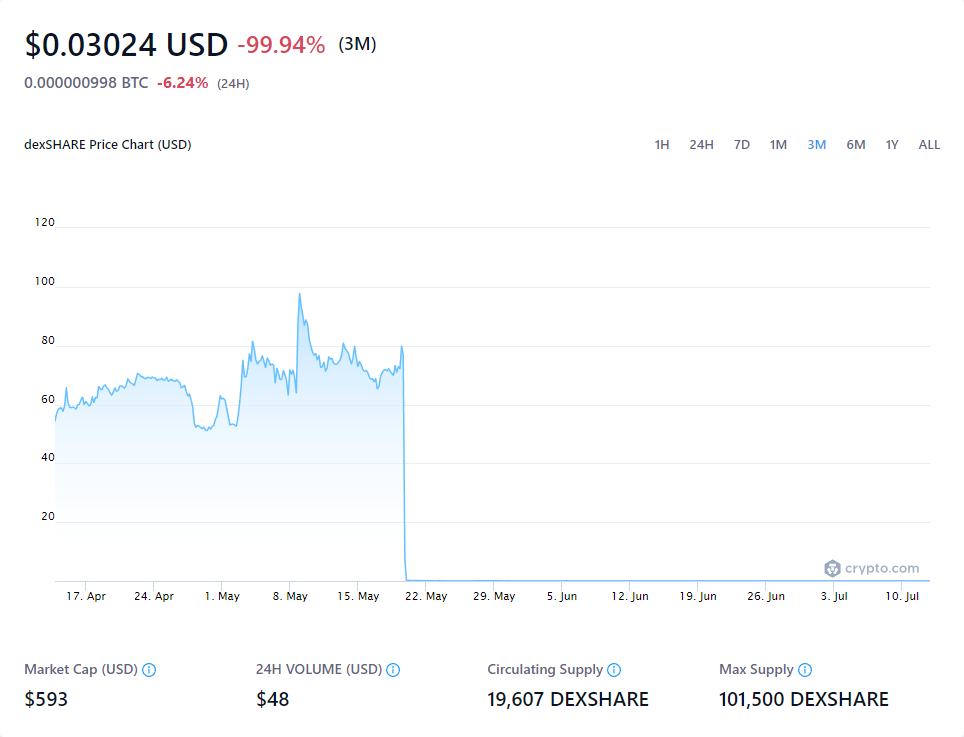 $0.03024 USD -99.94% (3M)
0.000000998 BTC -6.24% (24H)
dexSHARE Price Chart (USD)
1H 24H 7D 1M 3M 6M 1Y ALL
120
100
80
60
40
20
crypto.com
17. Apr 24. Apr 1. May 8. May 15. May 22. May 29. May 5. Jun 12. Jun 19. Jun 26. Jun 3. Jul 10. Jul
Market Cap (USD) 24H VOLUME (USD) Circulating Supply Max Supply
$593 $48 19,607 DEXSHARE 101,500 DEXSHARE